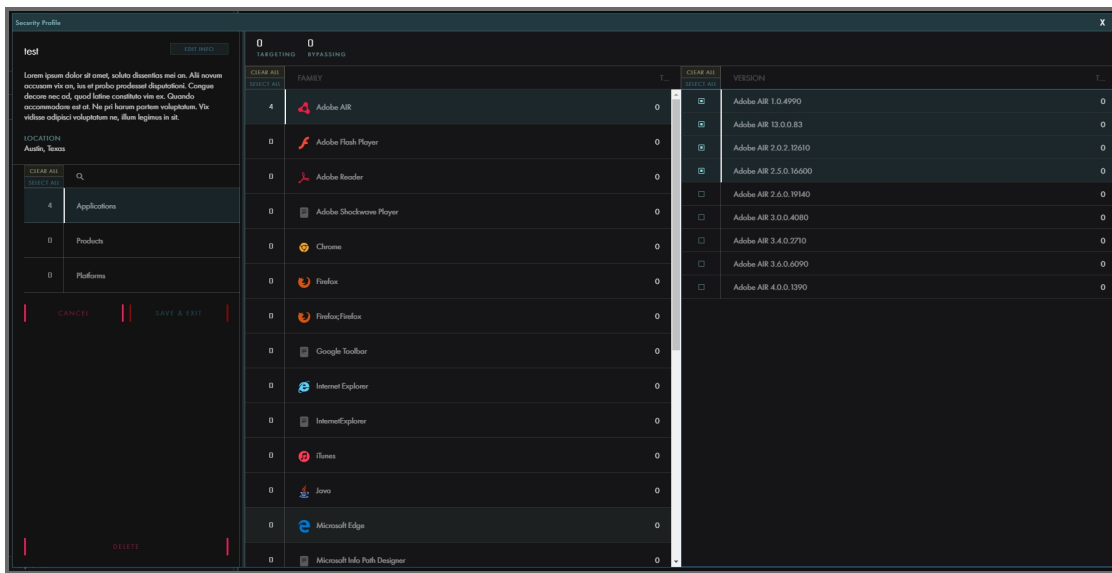 Security Profile
X
test
EDIT INFO
Lorem ipsum dolor sit amet, soluta dissentias mei an. Alii novum
accusam vix an, ius et probo prodesset disputationi. Congue
decore nec ad, quod latine constituto vim ex. Quando
accommodare est at. Ne pri harum partem voluptatum. Vix
vidisse adipisci voluptatum ne, illum legimus in sit.
LOCATION
Austin, Texas
CLEAR ALL
SELECT ALL
4 Applications
0 Products
0 Platforms
CANCEL
SAVE & EXIT
DELETE
0 0
TARGETING BYPASSING
CLEAR ALL
SELECT ALL
FAMILY T...
4 Adobe AIR 0
0 Adobe Flash Player 0
0 Adobe Reader 0
0 Adobe Shockwave Player 0
0 Chrome 0
0 Firefox 0
0 Firefox;Firefox 0
0 Google Toolbar 0
0 Internet Explorer 0
0 InternetExplorer 0
0 iTunes 0
0 Java 0
0 Microsoft Edge 0
0 Microsoft Info Path Designer 0
CLEAR ALL
SELECT ALL
VERSION T...
Adobe AIR 1.0.4990 0
Adobe AIR 13.0.0.83 0
Adobe AIR 2.0.2.12610 0
Adobe AIR 2.5.0.16600 0
Adobe AIR 2.6.0.19140 0
Adobe AIR 3.0.0.4080 0
Adobe AIR 3.4.0.2710 0
Adobe AIR 3.6.0.6090 0
Adobe AIR 4.0.0.1390 0